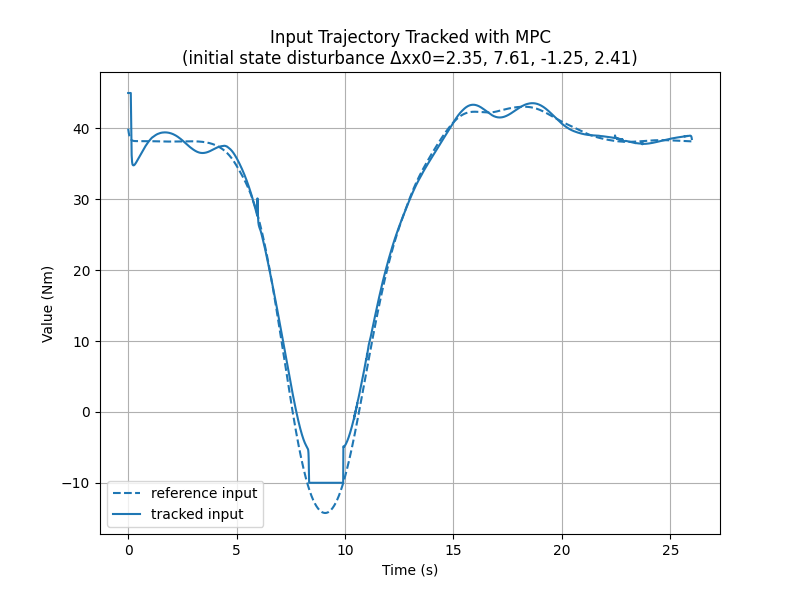 Input Trajectory Tracked with MPC
(initial state disturbance Δxx0=2.35, 7.61, -1.25, 2.41)
Value (Nm)
40
30
20
10
0
−10
reference input
tracked input
0 5 10 15 20 25
Time (s)